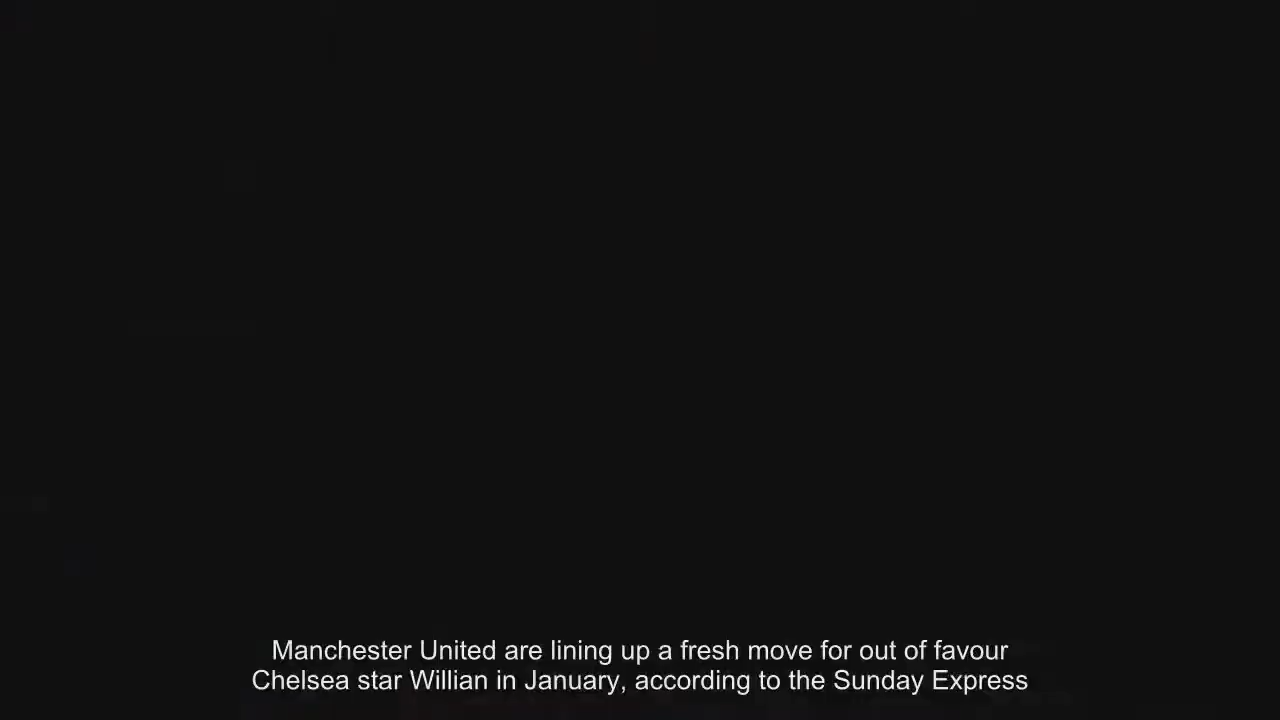 Manchester United are lining up a fresh move for out of favour
Chelsea star Willian in January, according to the Sunday Express